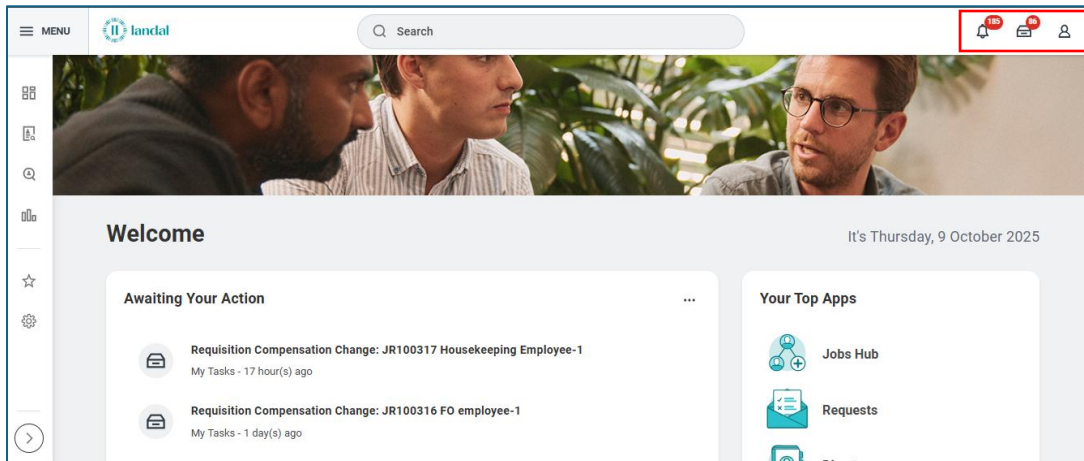 MENU
landal
Search
185
86
Welcome
It's Thursday, 9 October 2025
Awaiting Your Action
Your Top Apps
Requisition Compensation Change: JR100317 Housekeeping Employee-1
My Tasks - 17 hour(s) ago
Jobs Hub
Requisition Compensation Change: JR100316 FO employee-1
My Tasks - 1 day(s) ago
Requests